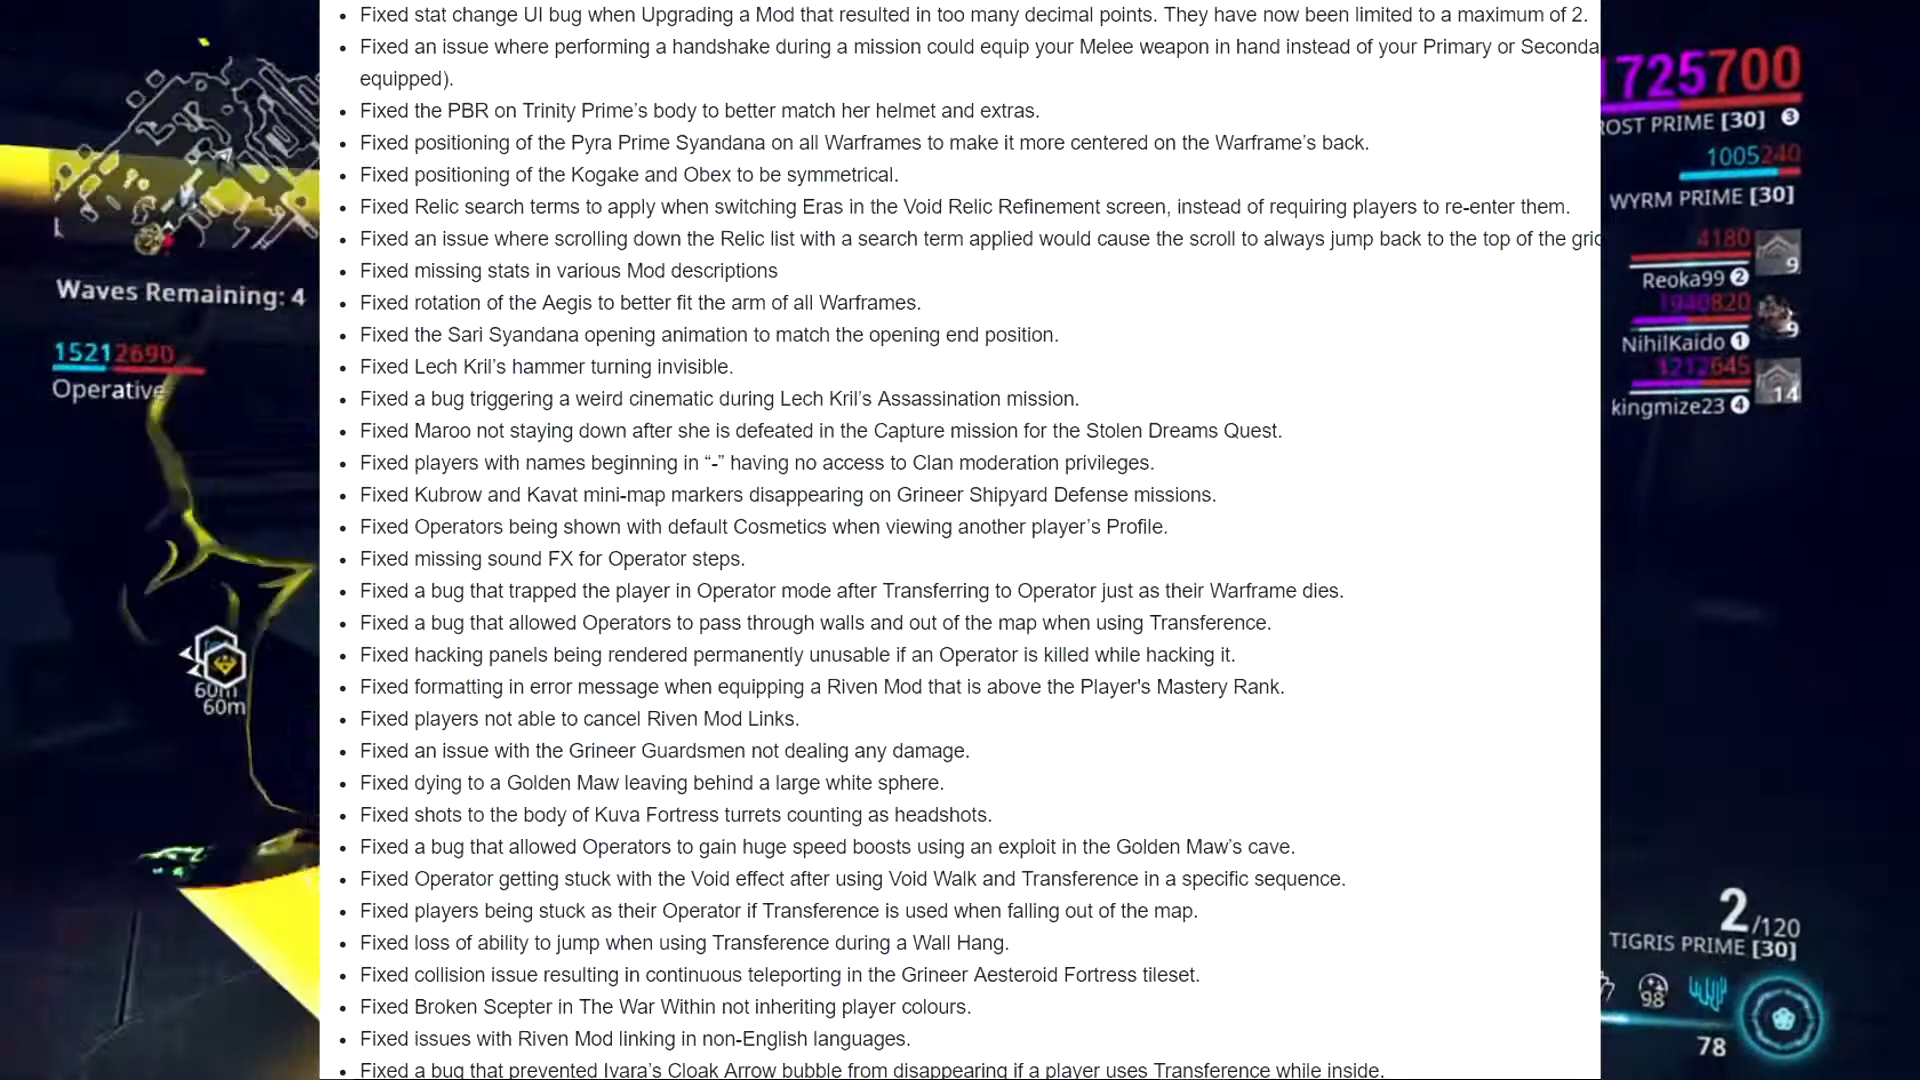 Fixed stat change UI bug when Upgrading a Mod that resulted in too many decimal points. They have now been limited to a maximum of 2.
Fixed an issue where performing a handshake during a mission could equip your Melee weapon in hand instead of your Primary or Seconda
equipped).
Fixed the PBR on Trinity Prime’s body to better match her helmet and extras.
Fixed positioning of the Pyra Prime Syandana on all Warframes to make it more centered on the Warframe’s back.
Fixed positioning of the Kogake and Obex to be symmetrical.
Fixed Relic search terms to apply when switching Eras in the Void Relic Refinement screen, instead of requiring players to re-enter them.
Fixed an issue where scrolling down the Relic list with a search term applied would cause the scroll to always jump back to the top of the gric
Fixed missing stats in various Mod descriptions
Fixed rotation of the Aegis to better fit the arm of all Warframes.
Fixed the Sari Syandana opening animation to match the opening end position.
Fixed Lech Kril’s hammer turning invisible.
Fixed a bug triggering a weird cinematic during Lech Kril’s Assassination mission.
Fixed Maroo not staying down after she is defeated in the Capture mission for the Stolen Dreams Quest.
Fixed players with names beginning in “-” having no access to Clan moderation privileges.
Fixed Kubrow and Kavat mini-map markers disappearing on Grineer Shipyard Defense missions.
Fixed Operators being shown with default Cosmetics when viewing another player’s Profile.
Fixed missing sound FX for Operator steps.
Fixed a bug that trapped the player in Operator mode after Transferring to Operator just as their Warframe dies.
Fixed a bug that allowed Operators to pass through walls and out of the map when using Transference.
Fixed hacking panels being rendered permanently unusable if an Operator is killed while hacking it.
Fixed formatting in error message when equipping a Riven Mod that is above the Player's Mastery Rank.
Fixed players not able to cancel Riven Mod Links.
Fixed an issue with the Grineer Guardsmen not dealing any damage.
Fixed dying to a Golden Maw leaving behind a large white sphere.
Fixed shots to the body of Kuva Fortress turrets counting as headshots.
Fixed a bug that allowed Operators to gain huge speed boosts using an exploit in the Golden Maw’s cave.
Fixed Operator getting stuck with the Void effect after using Void Walk and Transference in a specific sequence.
Fixed players being stuck as their Operator if Transference is used when falling out of the map.
Fixed loss of ability to jump when using Transference during a Wall Hang.
Fixed collision issue resulting in continuous teleporting in the Grineer Aesteroid Fortress tileset.
Fixed Broken Scepter in The War Within not inheriting player colours.
Fixed issues with Riven Mod linking in non-English languages.
Fixed a bug that prevented Ivara’s Cloak Arrow bubble from disappearing if a player uses Transference while inside.
Waves Remaining: 4
1521 2690
Operative
60m
60m
1725700
ROST PRIME [30] 3
1005240
WYRM PRIME [30]
4180
9
Reoka99 2
1940820
9
NihilKaido 1
1212645
14
kingmize23 4
2/120
TIGRIS PRIME [30]
98
78